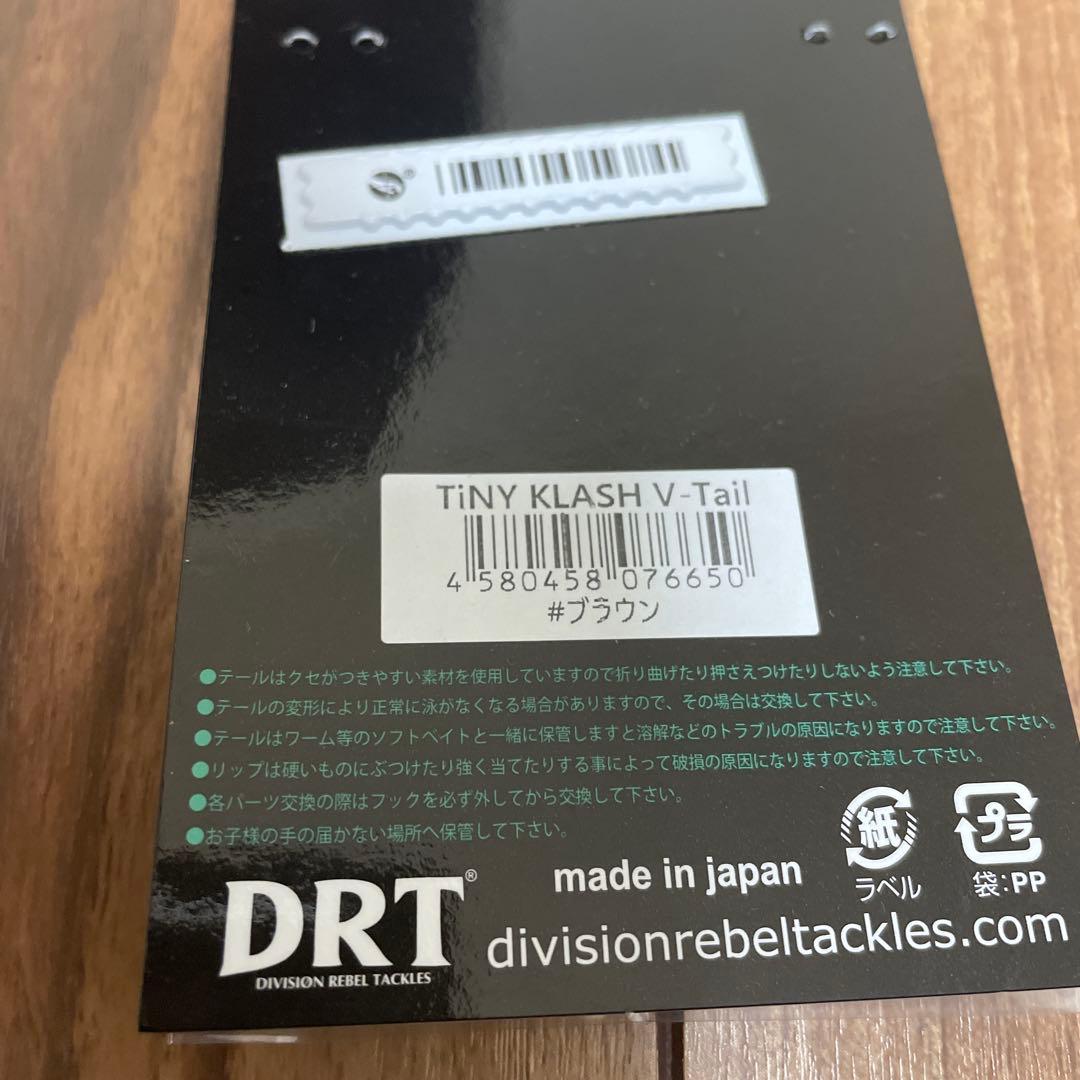 TiNY KLASH V-Tail
4 580458 076650
#ブラウン
●テールはクセがつきやすい素材を使用していますので折り曲げたり押さえつけたりしないよう注意して下さい。
●テールの変形により正常に泳がなくなる場合がありますので、その場合は交換して下さい。
●テールはワーム等のソフトベイトと一緒に保管しますと溶解などのトラブルの原因になりますので注意して下さい。
●リップは硬いものにぶつけたり強く当てたりする事によって破損の原因になりますので注意して下さい。
●各パーツ交換の際はフックを必ず外してから交換して下さい。
●お子様の手の届かない場所へ保管して下さい。
紙
ラベル
プラ
袋:PP
made in japan
DRT®
DIVISIØN REBEL TACKLES
divisionrebeltackles.com